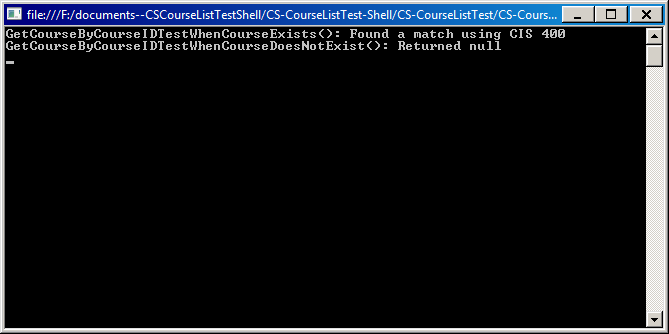 file:///F:/documents--CSCourseListTestShell/CS-CourseListTest-Shell/CS-CourseListTest/CS-Cours...
GetCourseByCourseIDTestWhenCourseExists(): Found a match using CIS 400
GetCourseByCourseIDTestWhenCourseDoesNotExist(): Returned null